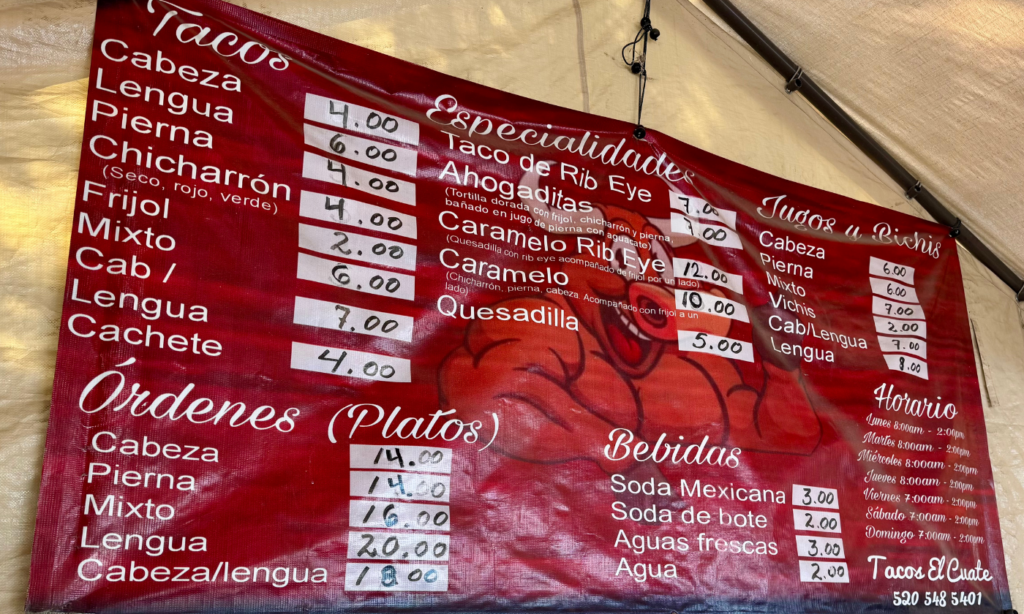 Tacos
Cabeza 4.00
Lengua 6.00
Pierna 4.00
Chicharrón 4.00
(Seco, rojo, verde)
Frijol 2.00
Mixto 6.00
Cab /
Lengua 7.00
Cachete 4.00
Órdenes (Platos)
Cabeza 14.00
Pierna 14.00
Mixto 16.00
Lengua 20.00
Cabeza/lengua 18.00
Especialidades
Taco de Rib Eye 7.00
Ahogaditas 7.00
(Tortilla dorada con frijol, chicharrón y pierna,
bañado en jugo de pierna con aguacate)
Caramelo Rib Eye 12.00
(Quesadilla con rib eye acompañado de frijol por un lado)
Caramelo 10.00
(Chicharrón, pierna, cabeza. Acompañado con frijol a un
lado)
Quesadilla 5.00
Jugos y Bichis
Cabeza 6.00
Pierna 6.00
Mixto 7.00
Vichis 2.00
Cab/Lengua 7.00
Lengua 8.00
Bebidas
Soda Mexicana 3.00
Soda de bote 2.00
Aguas frescas 3.00
Agua 2.00
Horario
Lunes 8:00am - 2:00pm
Martes 8:00am - 2:00pm
Miércoles 8:00am - 2:00pm
Jueves 8:00am - 2:00pm
Viernes 7:00am - 2:00pm
Sábado 7:00am - 2:00pm
Domingo 7:00am - 2:00pm
Tacos El Cuate
520 548 5401